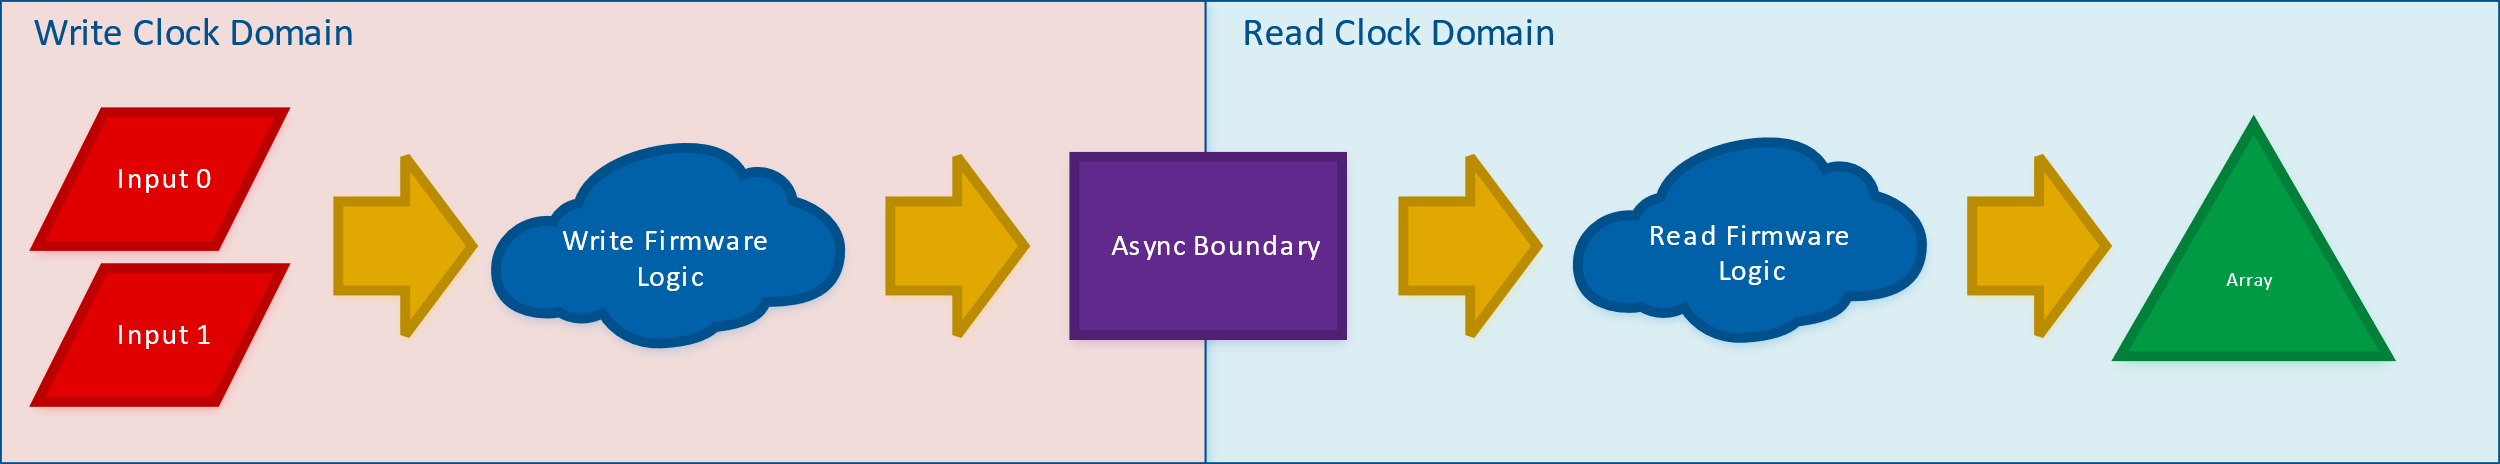 Write Clock Domain
Read Clock Domain
Input 0
Input 1
Write Firmware
Logic
Async Boundary
Read Firmware
Logic
Array